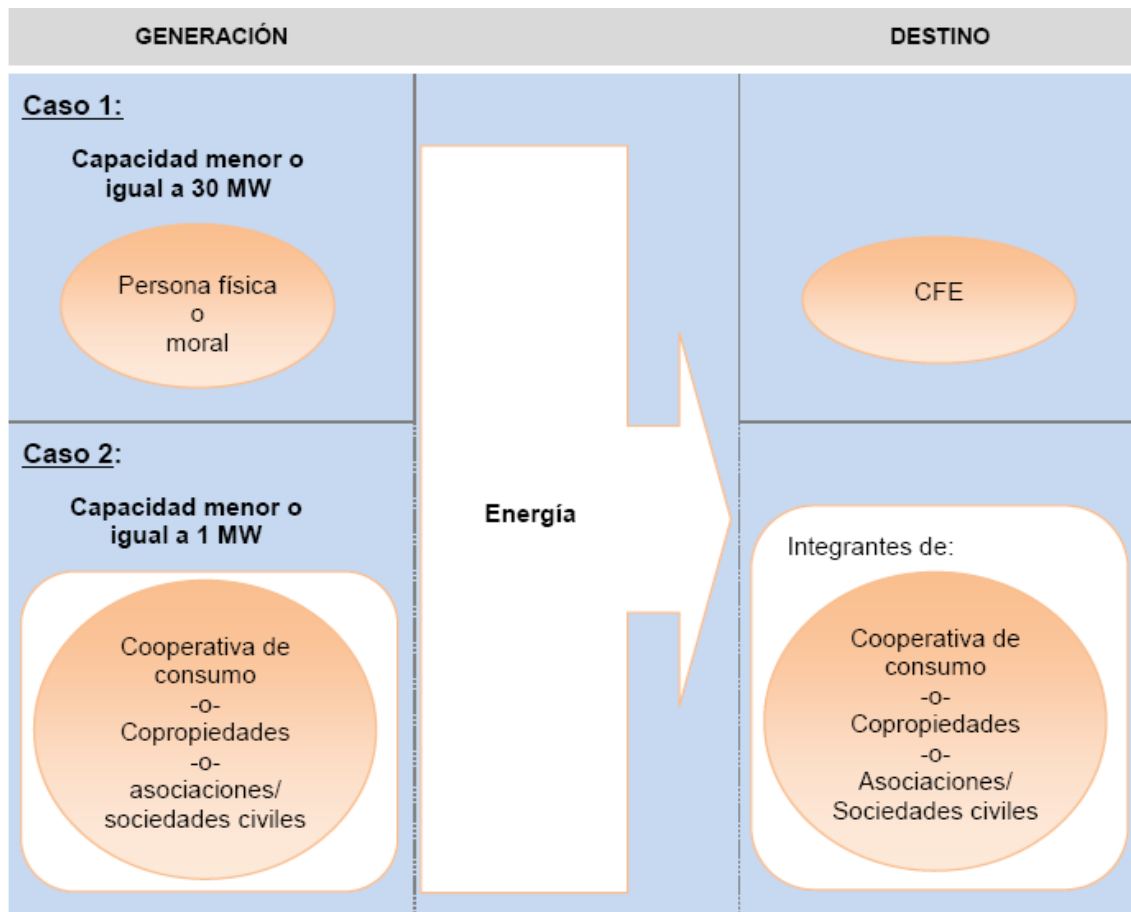 GENERACIÓN
DESTINO
Caso 1:
Capacidad menor o
igual a 30 MW
Persona física
o
moral
CFE
Caso 2:
Capacidad menor o
igual a 1 MW
Cooperativa de
consumo
-o-
Copropiedades
-o-
asociaciones/
sociedades civiles
Energía
Integrantes de:
Cooperativa de
consumo
-o-
Copropiedades
-o-
Asociaciones/
Sociedades civiles